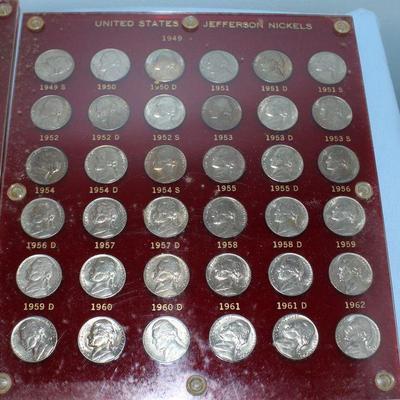 UNITED STATES JEFFERSON NICKELS
1949
1949 S 1950 1950 D 1951 1951 D 1951 S
1952 1952 D 1952 S 1953 1953 D 1953 S
1954 1954 D 1954 S 1955 1955 D 1956
1956 D 1957 1957 D 1958 1958 D 1959
1959 D 1960 1960 D 1961 1961 D 1962